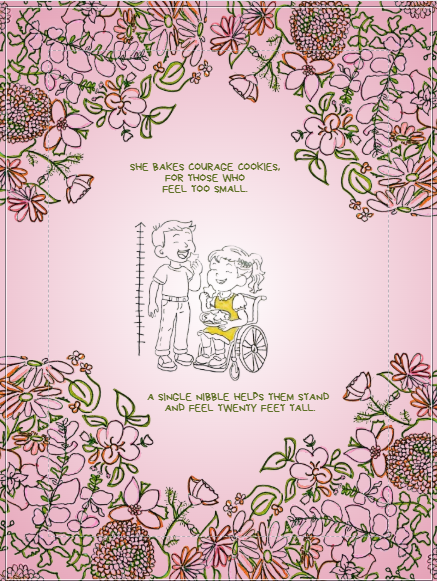 SHE BAKES COURAGE COOKIES,
FOR THOSE WHO
FEEL TOO SMALL.
A SINGLE NIBBLE HELPS THEM STAND
AND FEEL TWENTY FEET TALL.